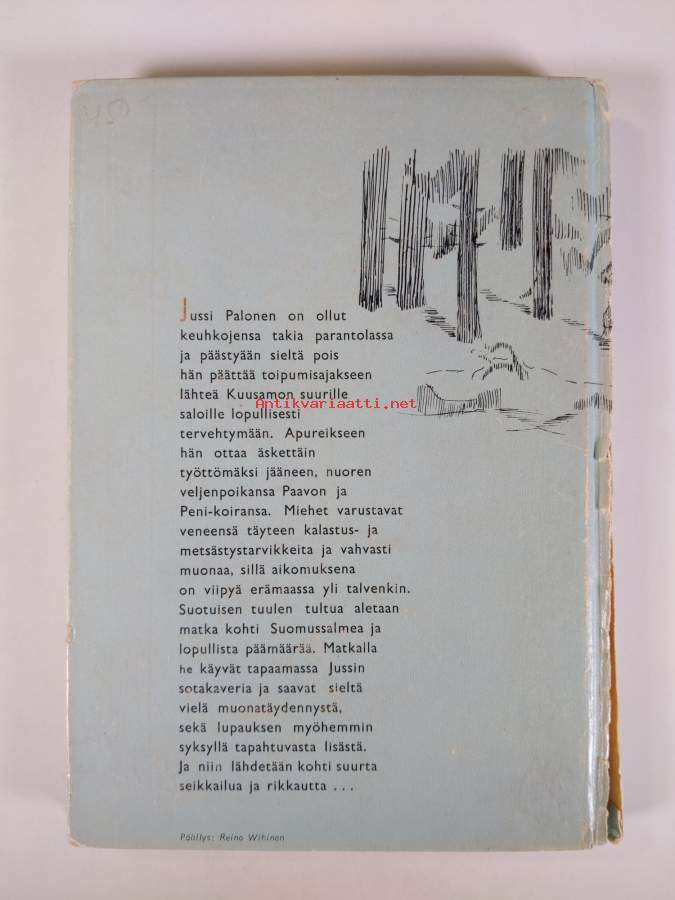 450
Jussi Palonen on ollut
keuhkojensa takia parantolassa
ja päästyään sieltä pois
hän päättää toipumisajakseen
lähteä Kuusamon suurille
Antikvariaatti.net
saloille lopullisesti
tervehtymään. Apureikseen
hän ottaa äskettäin
työttömäksi jääneen, nuoren
veljenpoikansa Paavon ja
Peni-koiransa. Miehet varustavat
veneensä täyteen kalastus- ja
metsästystarvikkeita ja vahvasti
muonaa, sillä aikomuksena
on viipyä erämaassa yli talvenkin.
Suotuisen tuulen tultua aletaan
matka kohti Suomussalmea ja
lopullista päämäärää. Matkalla
he käyvät tapaamassa Jussin
sotakaveria ja saavat sieltä
vielä muonatäydennystä,
sekä lupauksen myöhemmin
syksyllä tapahtuvasta lisästä.
Ja niin lähdetään kohti suurta
seikkailua ja rikkautta ...
Pölllys: Reino Wihinen